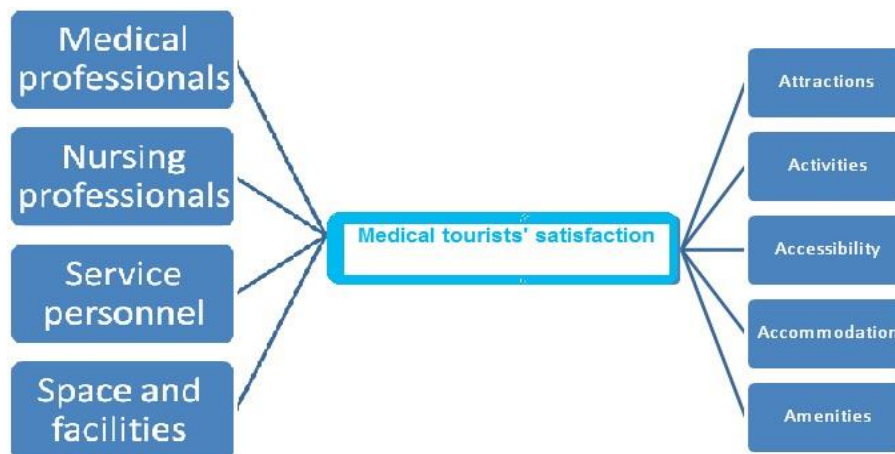 Medical
professionals
Nursing
professionals
Service
personnel
Space and
facilities
Medical tourists' satisfaction
Attractions
Activities
Accessibility
Accommodation
Amenities